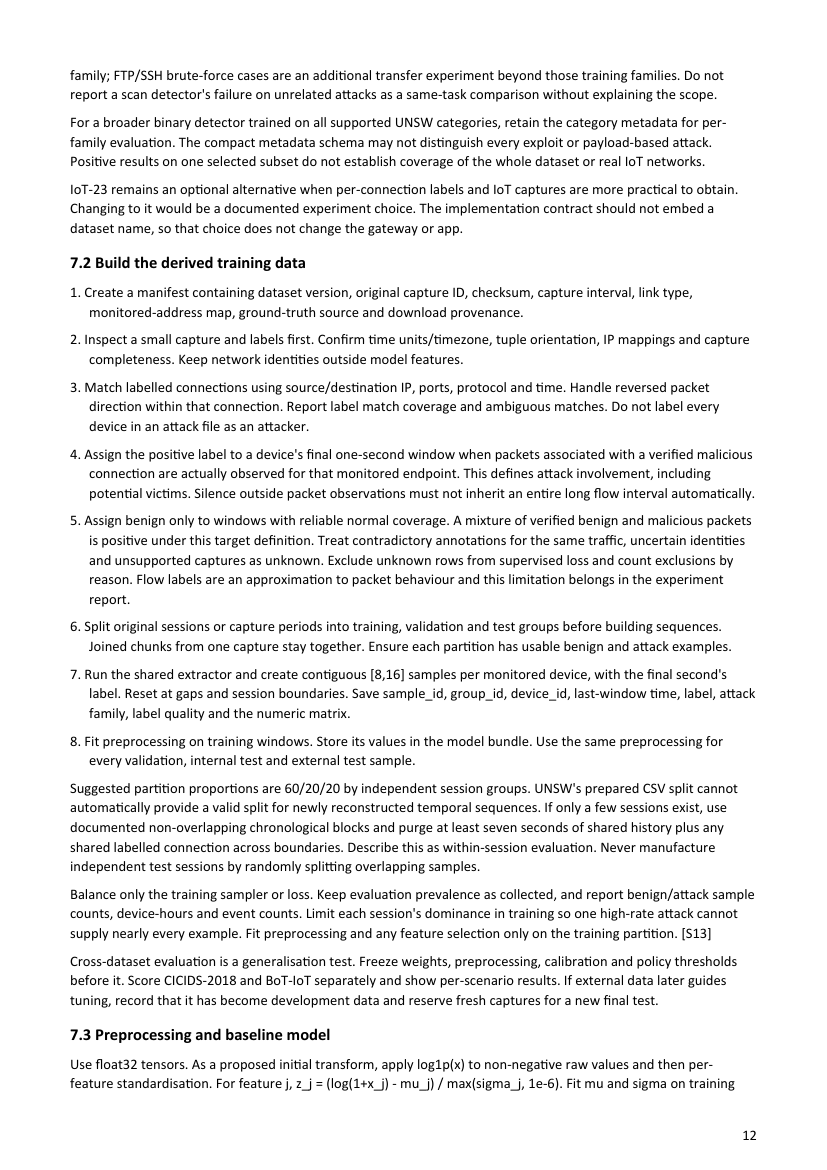 family; FTP/SSH brute-force cases are an additional transfer experiment beyond those training families. Do not
report a scan detector's failure on unrelated attacks as a same-task comparison without explaining the scope.
For a broader binary detector trained on all supported UNSW categories, retain the category metadata for per-
family evaluation. The compact metadata schema may not distinguish every exploit or payload-based attack.
Positive results on one selected subset do not establish coverage of the whole dataset or real IoT networks.
IoT-23 remains an optional alternative when per-connection labels and IoT captures are more practical to obtain.
Changing to it would be a documented experiment choice. The implementation contract should not embed a
dataset name, so that choice does not change the gateway or app.
7.2 Build the derived training data
1. Create a manifest containing dataset version, original capture ID, checksum, capture interval, link type,
monitored-address map, ground-truth source and download provenance.
2. Inspect a small capture and labels first. Confirm time units/timezone, tuple orientation, IP mappings and capture
completeness. Keep network identities outside model features.
3. Match labelled connections using source/destination IP, ports, protocol and time. Handle reversed packet
direction within that connection. Report label match coverage and ambiguous matches. Do not label every
device in an attack file as an attacker.
4. Assign the positive label to a device's final one-second window when packets associated with a verified malicious
connection are actually observed for that monitored endpoint. This defines attack involvement, including
potential victims. Silence outside packet observations must not inherit an entire long flow interval automatically.
5. Assign benign only to windows with reliable normal coverage. A mixture of verified benign and malicious packets
is positive under this target definition. Treat contradictory annotations for the same traffic, uncertain identities
and unsupported captures as unknown. Exclude unknown rows from supervised loss and count exclusions by
reason. Flow labels are an approximation to packet behaviour and this limitation belongs in the experiment
report.
6. Split original sessions or capture periods into training, validation and test groups before building sequences.
Joined chunks from one capture stay together. Ensure each partition has usable benign and attack examples.
7. Run the shared extractor and create contiguous [8,16] samples per monitored device, with the final second's
label. Reset at gaps and session boundaries. Save sample_id, group_id, device_id, last-window time, label, attack
family, label quality and the numeric matrix.
8. Fit preprocessing on training windows. Store its values in the model bundle. Use the same preprocessing for
every validation, internal test and external test sample.
Suggested partition proportions are 60/20/20 by independent session groups. UNSW's prepared CSV split cannot
automatically provide a valid split for newly reconstructed temporal sequences. If only a few sessions exist, use
documented non-overlapping chronological blocks and purge at least seven seconds of shared history plus any
shared labelled connection across boundaries. Describe this as within-session evaluation. Never manufacture
independent test sessions by randomly splitting overlapping samples.
Balance only the training sampler or loss. Keep evaluation prevalence as collected, and report benign/attack sample
counts, device-hours and event counts. Limit each session's dominance in training so one high-rate attack cannot
supply nearly every example. Fit preprocessing and any feature selection only on the training partition. [S13]
Cross-dataset evaluation is a generalisation test. Freeze weights, preprocessing, calibration and policy thresholds
before it. Score CICIDS-2018 and BoT-IoT separately and show per-scenario results. If external data later guides
tuning, record that it has become development data and reserve fresh captures for a new final test.
7.3 Preprocessing and baseline model
Use float32 tensors. As a proposed initial transform, apply log1p(x) to non-negative raw values and then per-
feature standardisation. For feature j, z_j = (log(1+x_j) - mu_j) / max(sigma_j, 1e-6). Fit mu and sigma on training
12